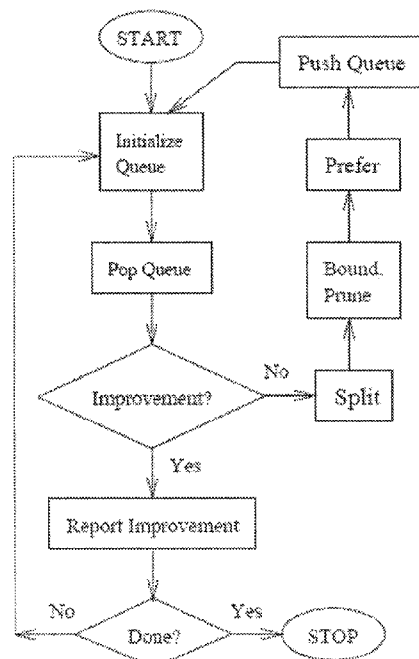 START
Push Queue
Initialize
Queue
Prefer
Pop Queue
Bound.
Prune
Improvement?
No
Split
Yes
Report Improvement
No
Yes
Done?
STOP